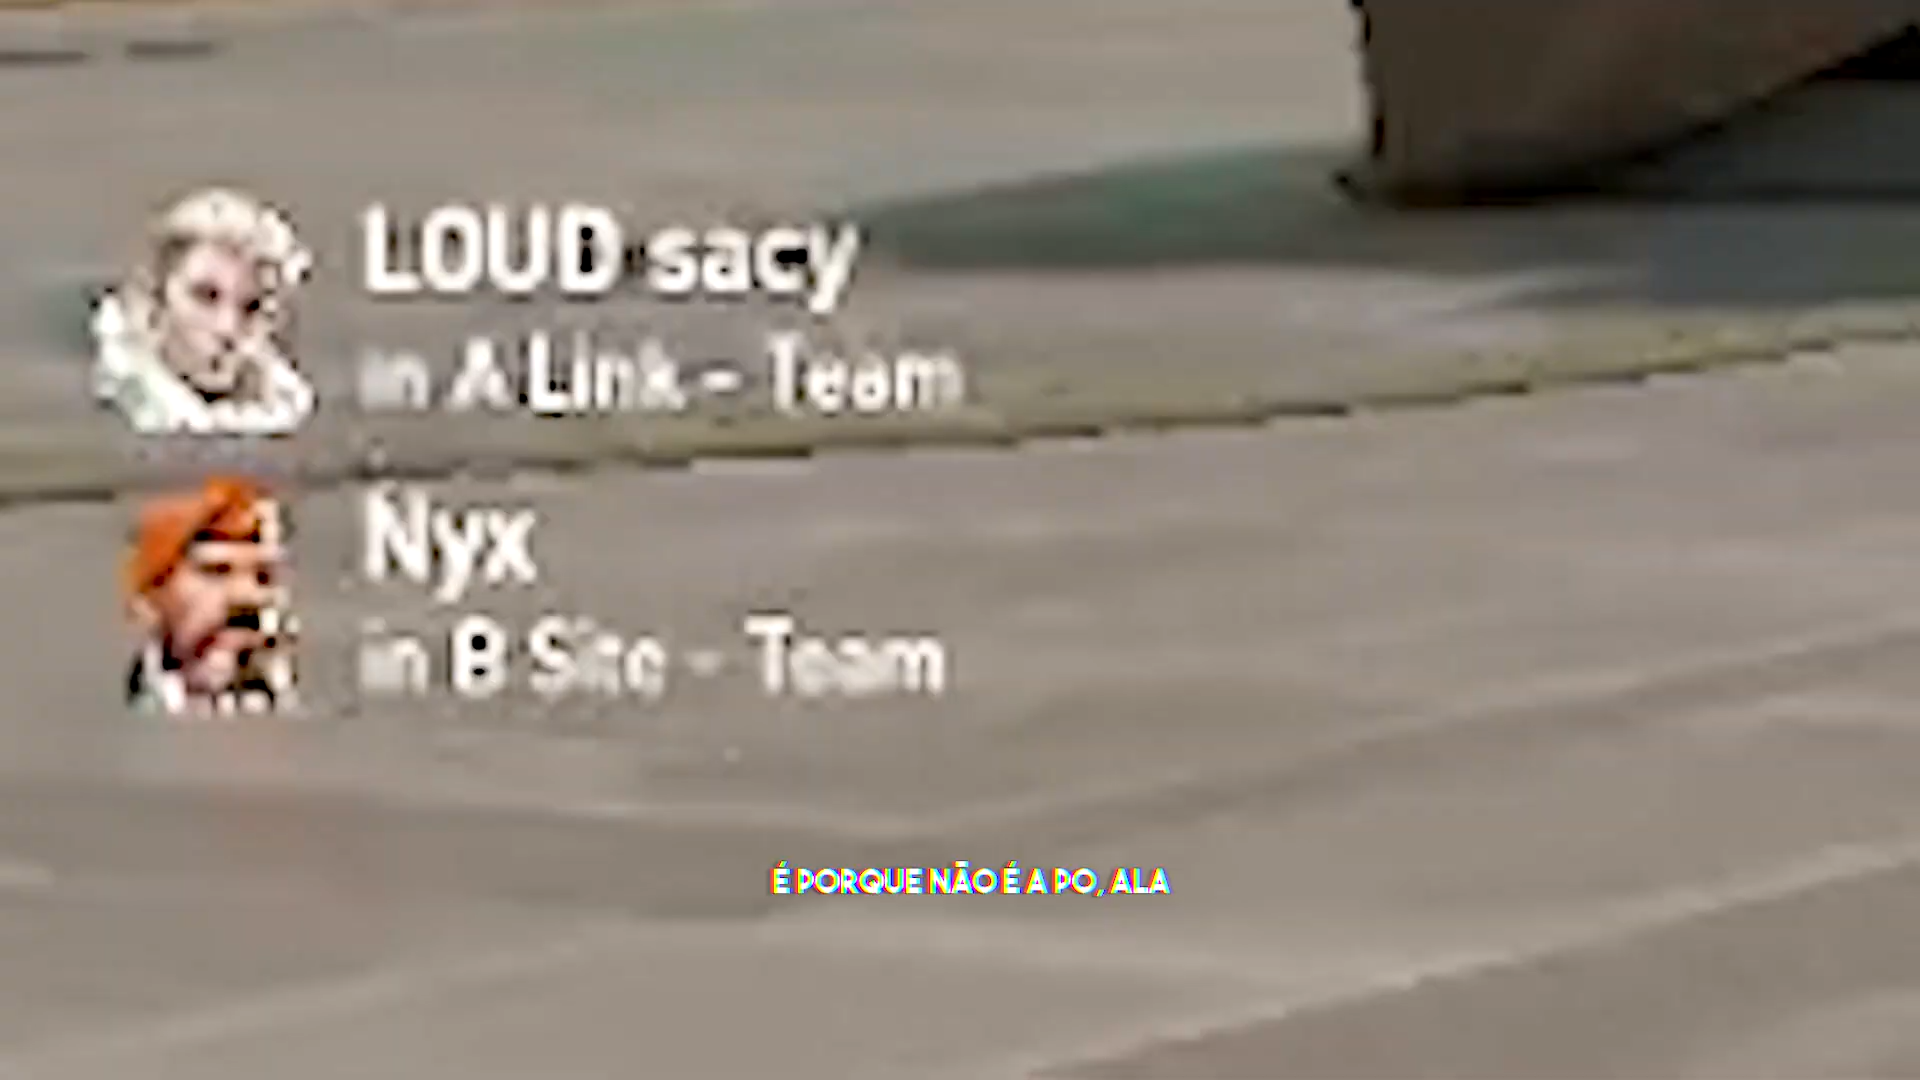 LOUD sacy
in A Link - Team
Nyx
in B Site - Team
É PORQUE NÃO É A PO, ALA